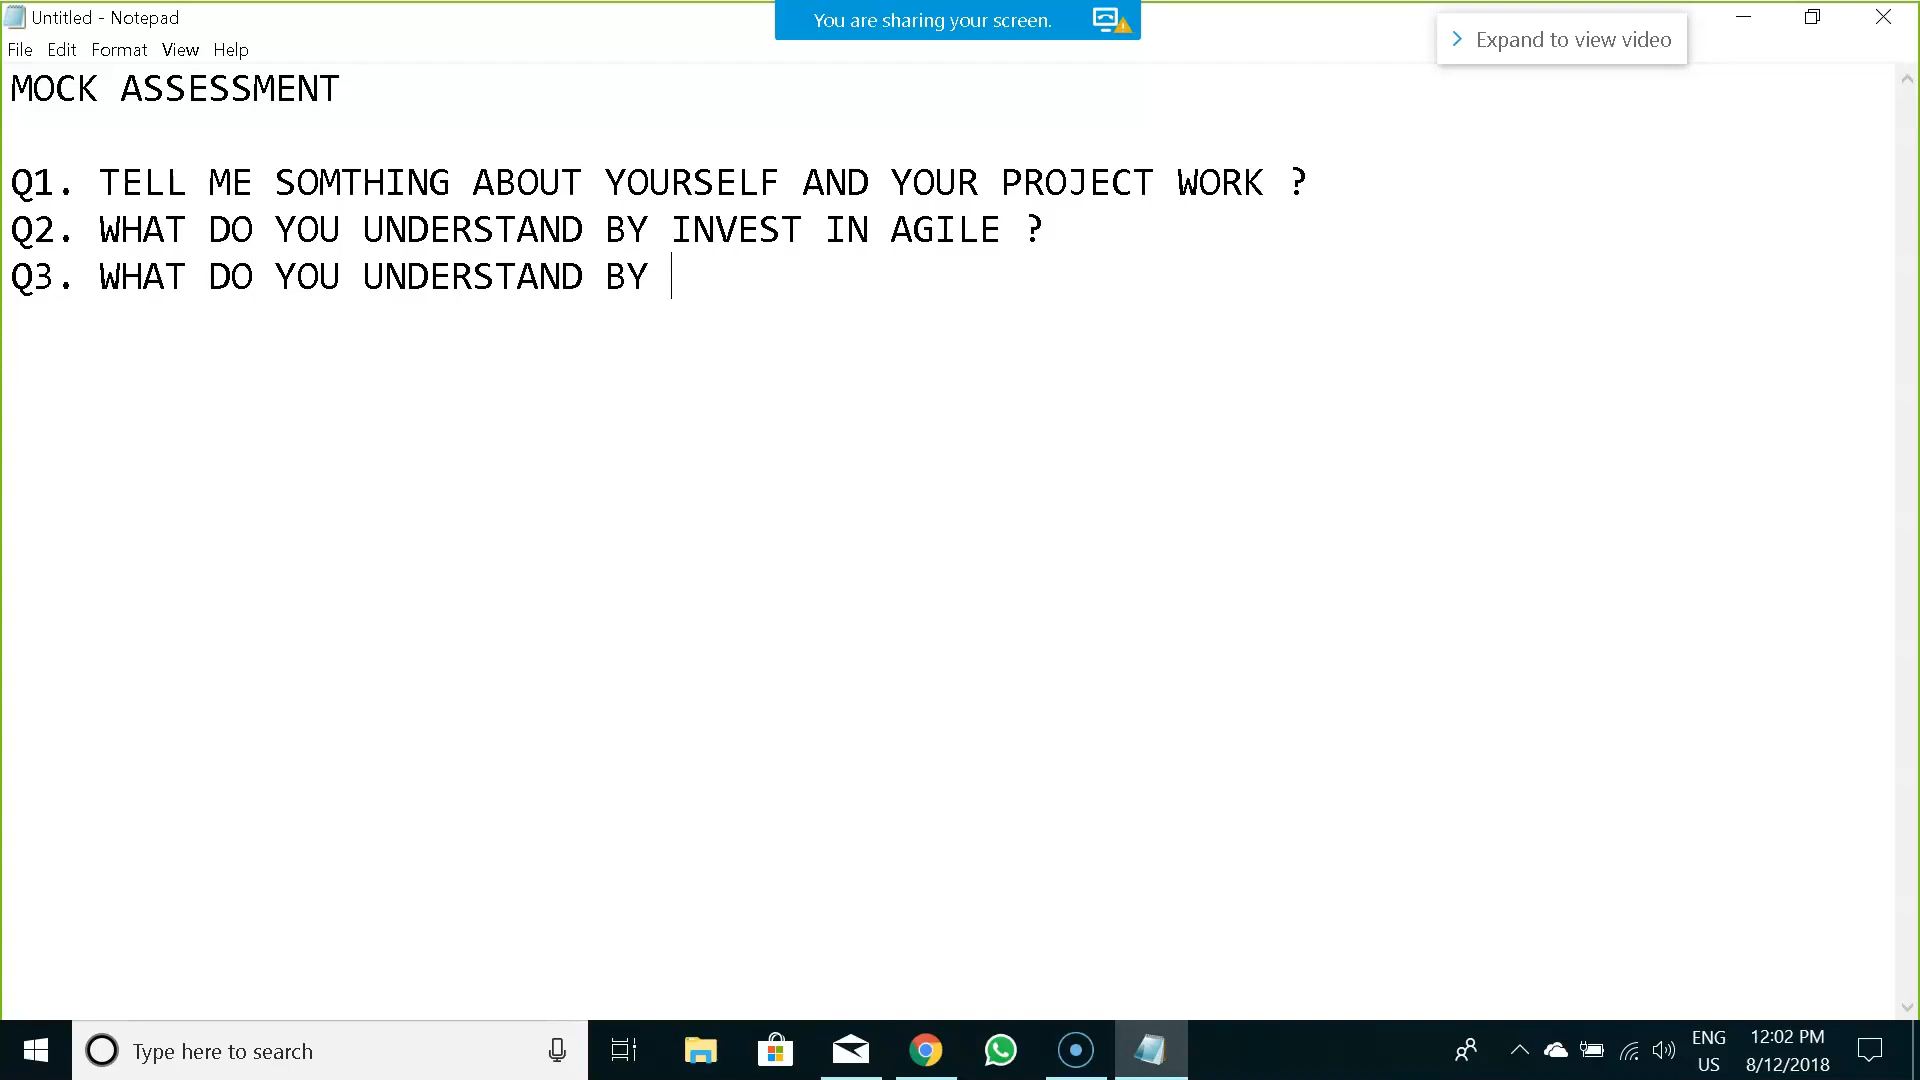 Untitled - Notepad
You are sharing your screen.
Expand to view video
File Edit Format View Help
MOCK ASSESSMENT
Q1. TELL ME SOMTHING ABOUT YOURSELF AND YOUR PROJECT WORK ?
Q2. WHAT DO YOU UNDERSTAND BY INVEST IN AGILE ?
Q3. WHAT DO YOU UNDERSTAND BY
Type here to search
ENG
US
12:02 PM
8/12/2018